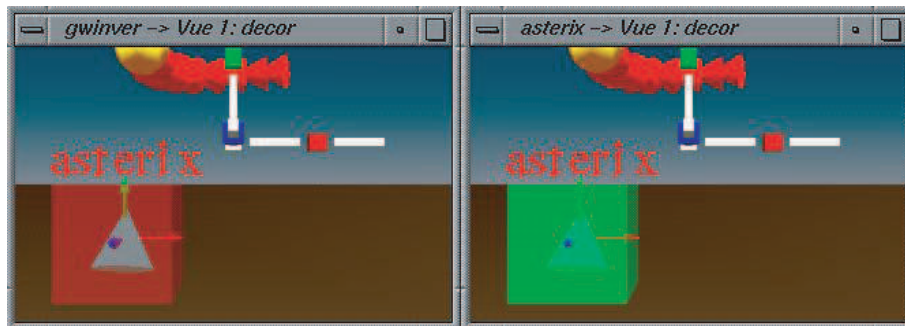 gwinver -> Vue 1: decor
asterix -> Vue 1: decor
asterix
asterix